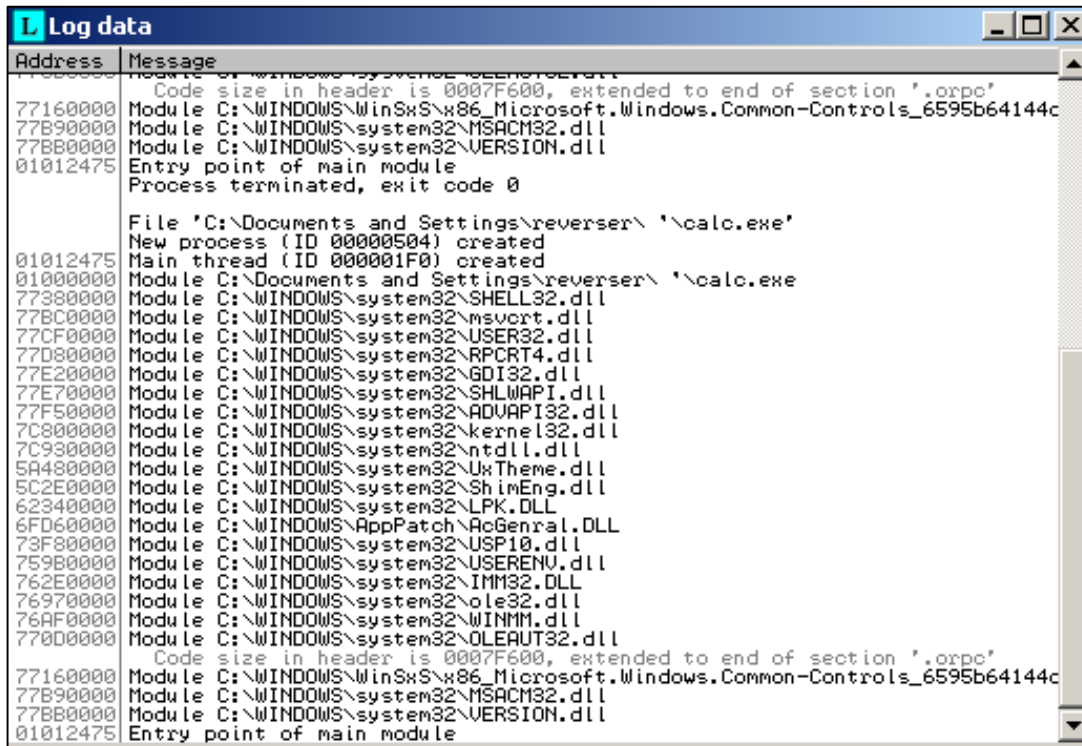 L Log data
Address Message
Code size in header is 0007F600, extended to end of section '.orpc'
77160000 Module C:\WINDOWS\WinSxS\x86_Microsoft.Windows.Common-Controls_6595b64144c
77B90000 Module C:\WINDOWS\system32\MSACM32.dll
77BB0000 Module C:\WINDOWS\system32\VERSION.dll
01012475 Entry point of main module
Process terminated, exit code 0
File 'C:\Documents and Settings\reverser\ '\calc.exe'
New process (ID 00000504) created
01012475 Main thread (ID 000001F0) created
01000000 Module C:\Documents and Settings\reverser\ '\calc.exe
77380000 Module C:\WINDOWS\system32\SHELL32.dll
77BC0000 Module C:\WINDOWS\system32\msvcrt.dll
77CF0000 Module C:\WINDOWS\system32\USER32.dll
77D80000 Module C:\WINDOWS\system32\RPCRT4.dll
77E20000 Module C:\WINDOWS\system32\GDI32.dll
77E70000 Module C:\WINDOWS\system32\SHLWAPI.dll
77F50000 Module C:\WINDOWS\system32\ADVAPI32.dll
7C800000 Module C:\WINDOWS\system32\kernel32.dll
7C930000 Module C:\WINDOWS\system32\ntdll.dll
5A480000 Module C:\WINDOWS\system32\UxTheme.dll
5C2E0000 Module C:\WINDOWS\system32\ShimEng.dll
62340000 Module C:\WINDOWS\system32\LPK.DLL
6FD60000 Module C:\WINDOWS\AppPatch\AcGenral.DLL
73F80000 Module C:\WINDOWS\system32\USP10.dll
759B0000 Module C:\WINDOWS\system32\USERENV.dll
762E0000 Module C:\WINDOWS\system32\IMM32.DLL
76970000 Module C:\WINDOWS\system32\ole32.dll
76AF0000 Module C:\WINDOWS\system32\WINMM.dll
770D0000 Module C:\WINDOWS\system32\OLEAUT32.dll
Code size in header is 0007F600, extended to end of section '.orpc'
77160000 Module C:\WINDOWS\WinSxS\x86_Microsoft.Windows.Common-Controls_6595b64144c
77B90000 Module C:\WINDOWS\system32\MSACM32.dll
77BB0000 Module C:\WINDOWS\system32\VERSION.dll
01012475 Entry point of main module